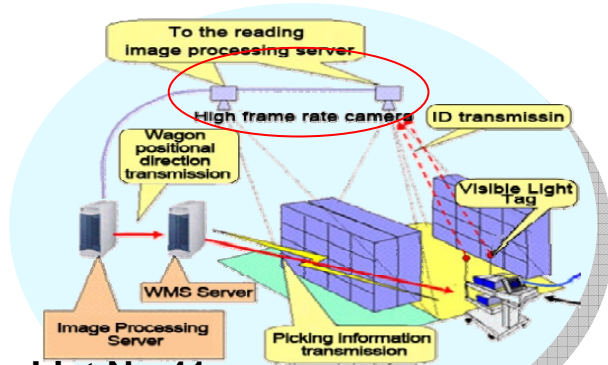 To the reading
image processing server
High frame rate camera
ID transmissin
Wagon
positional
direction
transmission
Visible Light
Tag
WMS Server
Image Processing
Server
Picking information
transmission